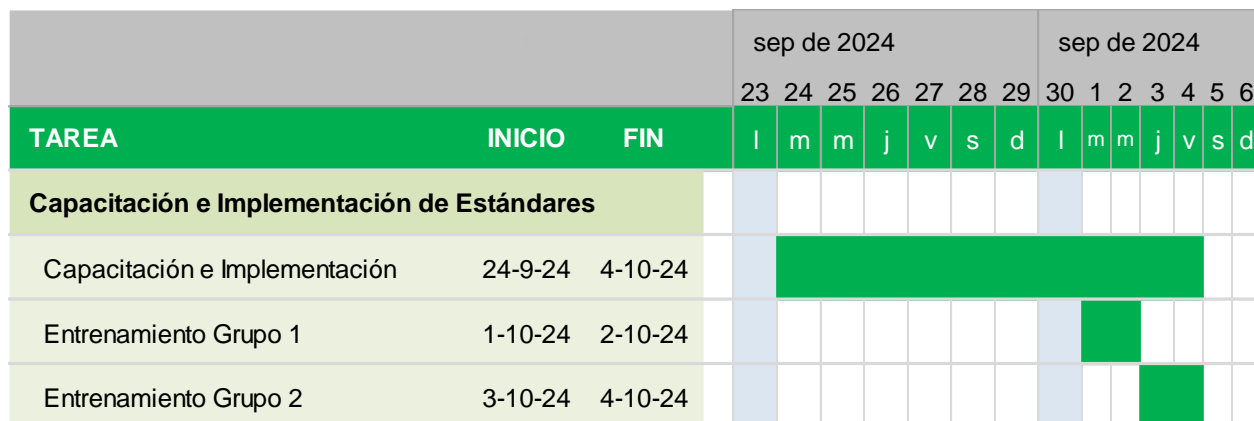 sep de 2024 sep de 2024
23 24 25 26 27 28 29 30 1 2 3 4 5 6
TAREA INICIO FIN l m m j v s d l m m j v s d
Capacitación e Implementación de Estándares
Capacitación e Implementación 24-9-24 4-10-24
Entrenamiento Grupo 1 1-10-24 2-10-24
Entrenamiento Grupo 2 3-10-24 4-10-24